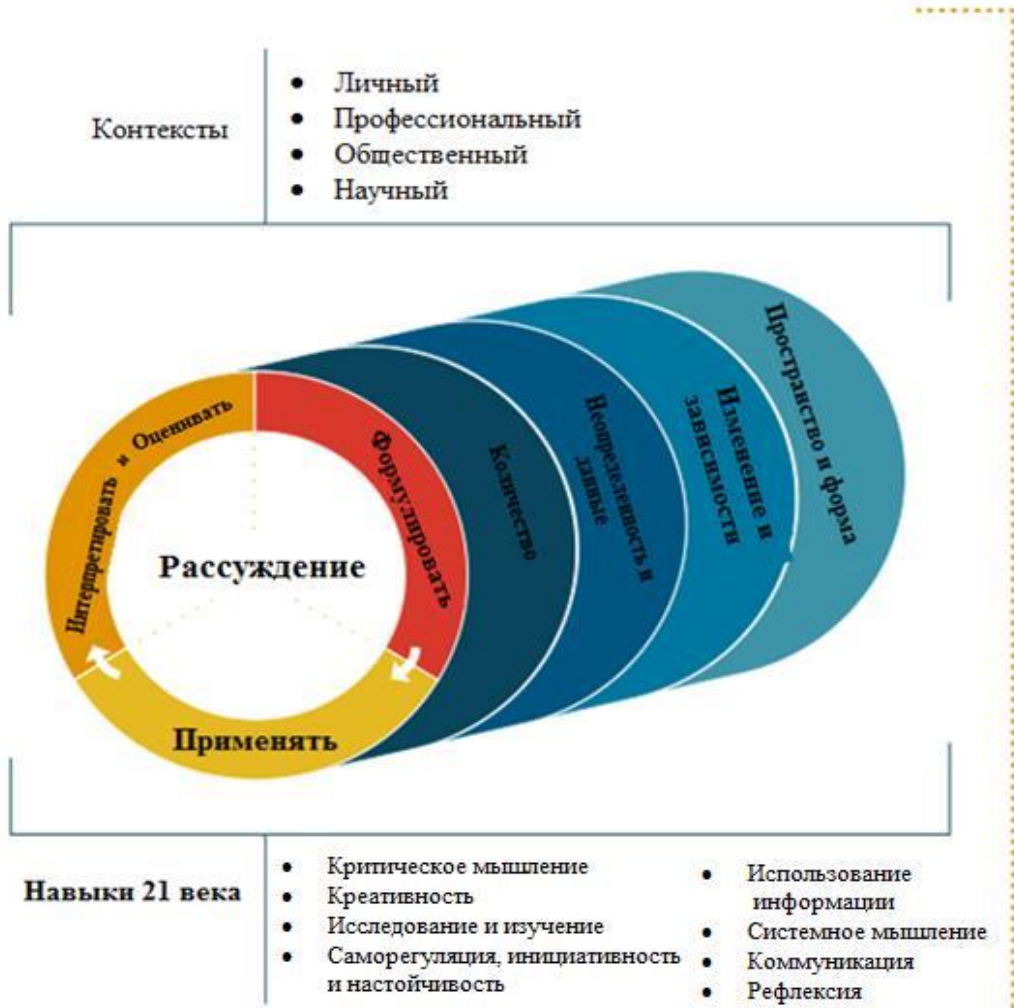 Контексты
• Личный
• Профессиональный
• Общественный
• Научный
Интерпретировать и Оценивать
Формулировать
Применять
Рассуждение
Количество
Неопределенность и
данные
Изменение и
зависимости
Пространство и форма
Навыки 21 века
• Критическое мышление
• Креативность
• Исследование и изучение
• Саморегуляция, инициативность
и настойчивость
• Использование
информации
• Системное мышление
• Коммуникация
• Рефлексия